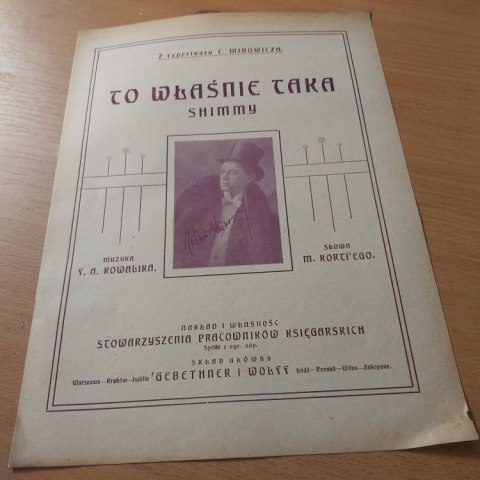 Z repertuaru C. MINOWICZA.
TO WŁAŚNIE TAKA
SHIMMY
MUZYKA
F. A. KOWALIKA.
SŁOWA
M. KORTI'EGO.
NAKŁAD I WŁASNOŚĆ
STOWARZYSZENIA PRACOWNIKÓW KSIĘGARSKICH
Spółki z ogr. odp.
SKŁAD GŁÓWNY
Warszawa—Kraków—Lublin GEBETHNER i WOLFF Łódź—Poznań—Wilno—Zakopane.